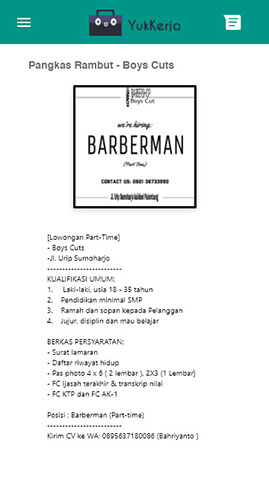 YukKerja
Pangkas Rambut - Boys Cuts
Boys Cut
we're hiring:
BARBERMAN
(Part Time)
CONTACT US: 0821 36733990
[Lowongan Part-Time]
- Boys Cuts
-Jl. Urip Sumoharjo
-------------------------
KUALIFIKASI UMUM:
1. Laki-laki, usia 18 - 35 tahun
2. Pendidikan minimal SMP
3. Ramah dan sopan kepada Pelanggan
4. Jujur, disiplin dan mau belajar
BERKAS PERSYARATAN:
- Surat lamaran
- Daftar riwayat hidup
- Pas photo 4 x 6 ( 2 lembar ), 2X3 (1 Lembar)
- FC Ijasah terakhir & transkrip nilai
- FC KTP dan FC AK-1
Posisi : Barberman (Part-time)
-------------------------
Kirim CV ke WA: 0895637180086 (Bahriyanto )